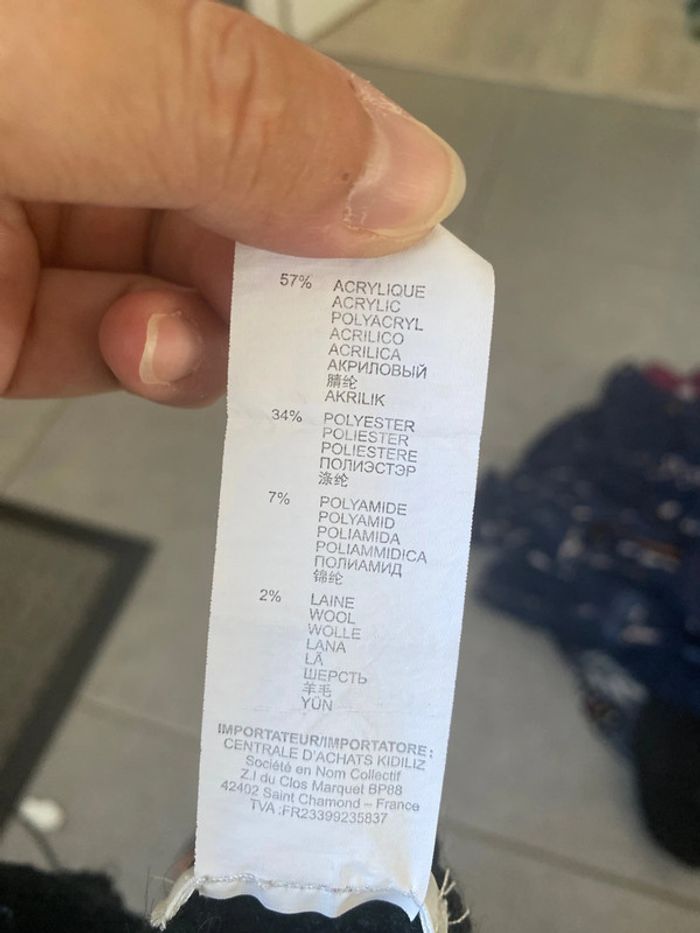 57% ACRYLIQUE
ACRYLIC
POLYACRYL
ACRILICO
ACRILICA
АКРИЛОВЫЙ
腈纶
AKRILIK
34% POLYESTER
POLIESTER
POLIESTERE
ПОЛИЭСТЭР
涤纶
7% POLYAMIDE
POLYAMID
POLIAMIDA
POLIAMMIDICA
ПОЛИАМИД
锦纶
2% LAINE
WOOL
WOLLE
LANA
LÃ
ШЕРСТЬ
羊毛
YÜN
IMPORTATEUR/IMPORTATORE :
CENTRALE D'ACHATS KIDILIZ
Société en Nom Collectif
Z.I du Clos Marquet BP88
42402 Saint Chamond – France
TVA :FR23399235837